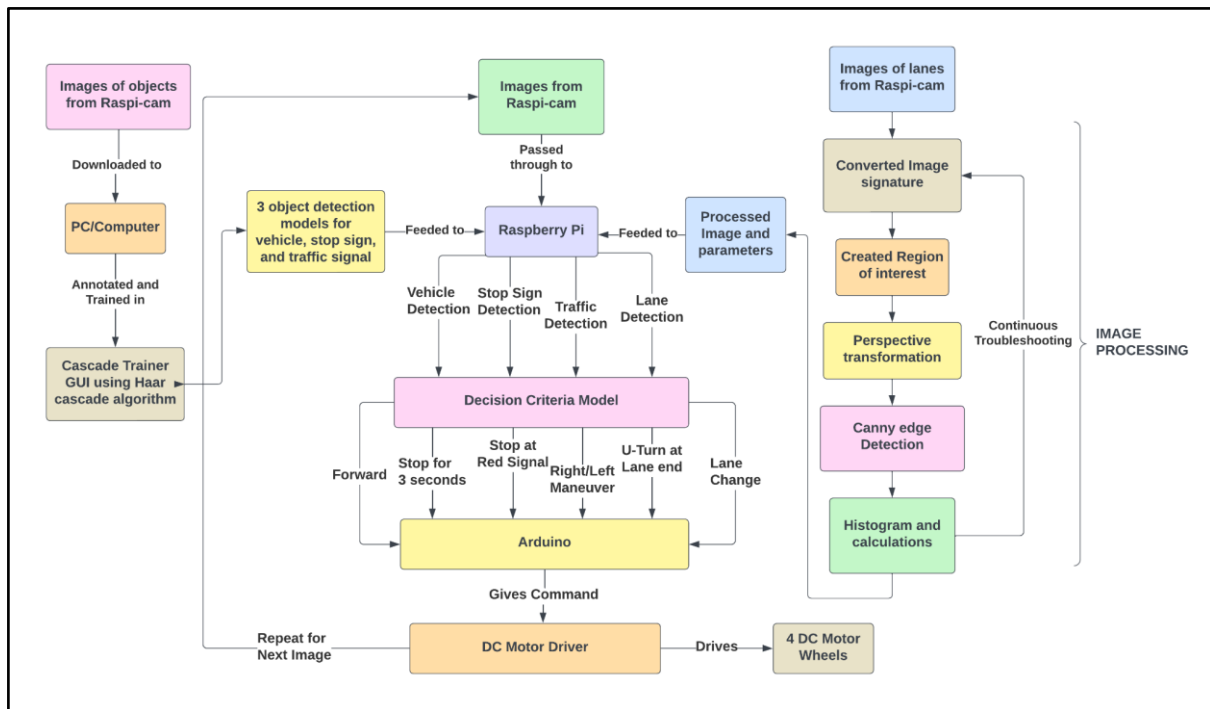 Images of objects
from Raspi-cam
Downloaded to
PC/Computer
Annotated and
Trained in
Cascade Trainer
GUI using Haar
cascade algorithm
3 object detection
models for
vehicle, stop sign,
and traffic signal
Feeded to
Images from
Raspi-cam
Passed
through to
Raspberry Pi
Feeded to
Processed
Image and
parameters
Vehicle
Detection
Stop Sign
Detection
Traffic
Detection
Lane
Detection
Decision Criteria Model
Forward
Stop for
3 seconds
Stop at
Red Signal
Right/Left
Maneuver
U-Turn at
Lane end
Lane
Change
Arduino
Gives Command
DC Motor Driver
Repeat for
Next Image
Drives
4 DC Motor
Wheels
Images of lanes
from Raspi-cam
Converted Image
signature
Created Region
of interest
Perspective
transformation
Canny edge
Detection
Histogram and
calculations
Continuous
Troubleshooting
IMAGE
PROCESSING